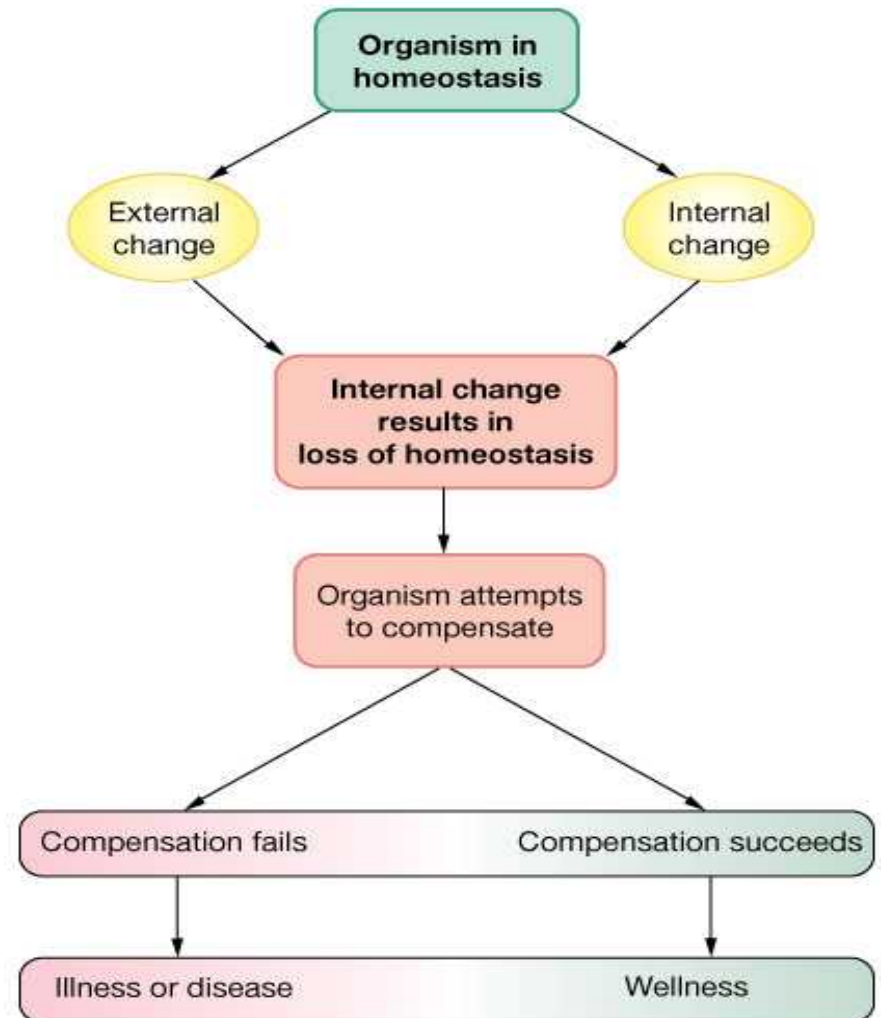 Organism in
homeostasis
External
change
Internal
change
Internal change
results in
loss of homeostasis
Organism attempts
to compensate
Compensation fails
Compensation succeeds
Illness or disease
Wellness